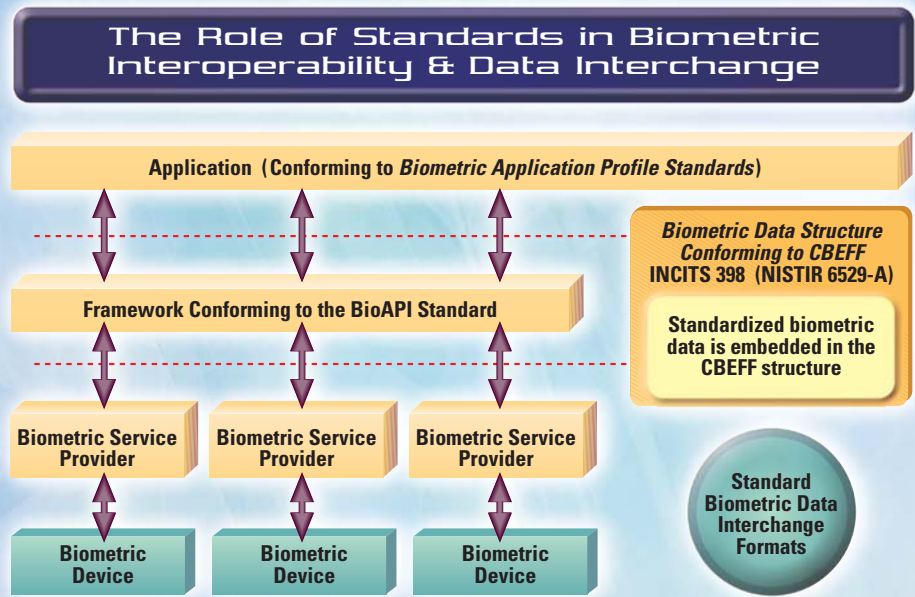 The Role of Standards in Biometric
Interoperability & Data Interchange
Application (Conforming to Biometric Application Profile Standards)
Biometric Data Structure
Conforming to CBEFF
INCITS 398 (NISTIR 6529-A)
Standardized biometric
data is embedded in the
CBEFF structure
Framework Conforming to the BioAPI Standard
Biometric Service
Provider
Biometric Service
Provider
Biometric Service
Provider
Biometric
Device
Biometric
Device
Biometric
Device
Standard
Biometric Data
Interchange
Formats